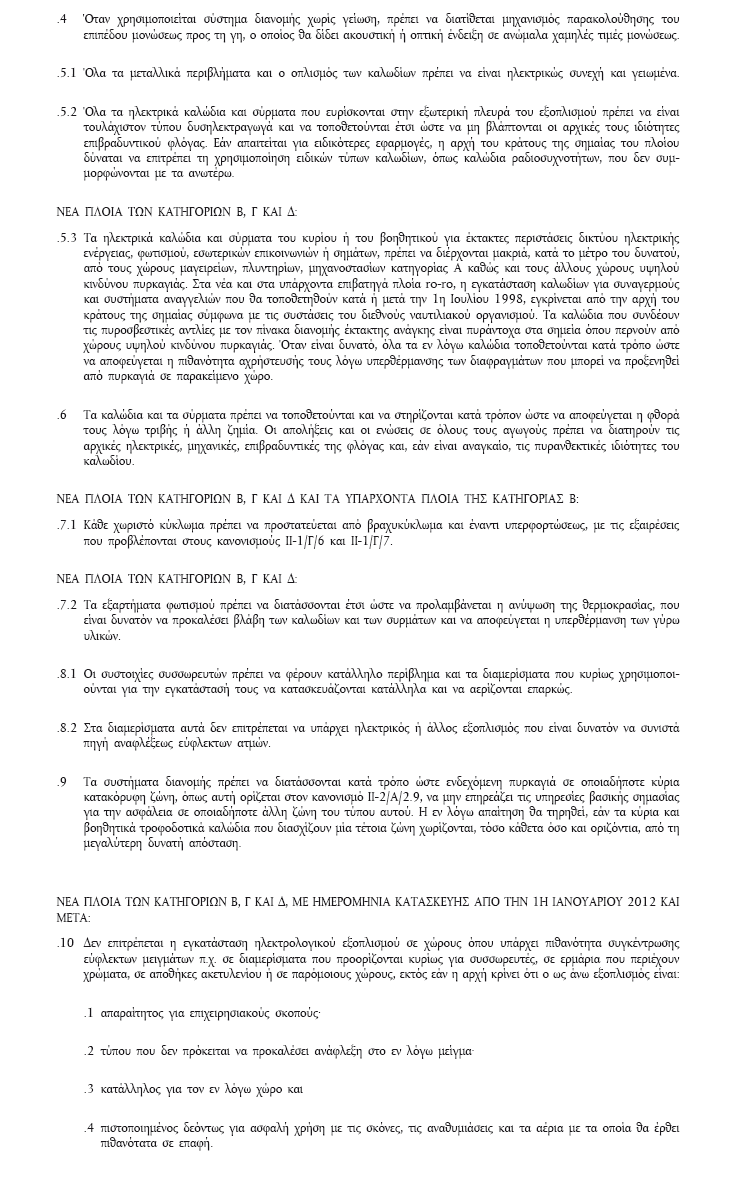 .4 Όταν χρησιμοποιείται σύστημα διανομής χωρίς γείωση, πρέπει να διατίθεται μηχανισμός παρακολούθησης του
επιπέδου μονώσεως προς τη γη, ο οποίος θα δίδει ακουστική ή οπτική ένδειξη σε ανώμαλα χαμηλές τιμές μονώσεως.
.5.1 Όλα τα μεταλλικά περιβλήματα και ο οπλισμός των καλωδίων πρέπει να είναι ηλεκτρικώς συνεχή και γειωμένα.
.5.2 Όλα τα ηλεκτρικά καλώδια και σύρματα που ευρίσκονται στην εξωτερική πλευρά του εξοπλισμού πρέπει να είναι
τουλάχιστον τύπου δυσηλεκτραγωγά και να τοποθετούνται έτσι ώστε να μη βλάπτονται οι αρχικές τους ιδιότητες
επιβραδυντικού φλόγας. Εάν απαιτείται για ειδικότερες εφαρμογές, η αρχή του κράτους της σημαίας του πλοίου
δύναται να επιτρέπει τη χρησιμοποίηση ειδικών τύπων καλωδίων, όπως καλώδια ραδιοσυχνοτήτων, που δεν συμ-
μορφώνονται με τα ανωτέρω.
ΝΕΑ ΠΛΟΙΑ ΤΩΝ ΚΑΤΗΓΟΡΙΩΝ Β, Γ ΚΑΙ Δ:
.5.3 Τα ηλεκτρικά καλώδια και σύρματα του κυρίου ή του βοηθητικού για έκτακτες περιστάσεις δικτύου ηλεκτρικής
ενέργειας, φωτισμού, εσωτερικών επικοινωνιών ή σημάτων, πρέπει να διέρχονται μακριά, κατά το μέτρο του δυνατού,
από τους χώρους μαγειρείων, πλυντηρίων, μηχανοστασίων κατηγορίας Α καθώς και τους άλλους χώρους υψηλού
κινδύνου πυρκαγιάς. Στα νέα και στα υπάρχοντα επιβατηγά πλοία ro-ro, η εγκατάσταση καλωδίων για συναγερμούς
και συστήματα αναγγελιών που θα τοποθετηθούν κατά ή μετά την 1η Ιουλίου 1998, εγκρίνεται από την αρχή του
κράτους της σημαίας σύμφωνα με τις συστάσεις του διεθνούς ναυτιλιακού οργανισμού. Τα καλώδια που συνδέουν
τις πυροσβεστικές αντλίες με τον πίνακα διανομής έκτακτης ανάγκης είναι πυράντοχα στα σημεία όπου περνούν από
χώρους υψηλού κινδύνου πυρκαγιάς. Όταν είναι δυνατό, όλα τα εν λόγω καλώδια τοποθετούνται κατά τρόπο ώστε
να αποφεύγεται η πιθανότητα αχρήστευσής τους λόγω υπερθέρμανσης των διαφραγμάτων που μπορεί να προξενηθεί
από πυρκαγιά σε παρακείμενο χώρο.
.6 Τα καλώδια και τα σύρματα πρέπει να τοποθετούνται και να στηρίζονται κατά τρόπον ώστε να αποφεύγεται η φθορά
τους λόγω τριβής ή άλλη ζημία. Οι απολήξεις και οι ενώσεις σε όλους τους αγωγούς πρέπει να διατηρούν τις
αρχικές ηλεκτρικές, μηχανικές, επιβραδυντικές της φλόγας και, εάν είναι αναγκαίο, τις πυρανθεκτικές ιδιότητες του
καλωδίου.
ΝΕΑ ΠΛΟΙΑ ΤΩΝ ΚΑΤΗΓΟΡΙΩΝ Β, Γ ΚΑΙ Δ ΚΑΙ ΤΑ ΥΠΑΡΧΟΝΤΑ ΠΛΟΙΑ ΤΗΣ ΚΑΤΗΓΟΡΙΑΣ Β:
.7.1 Κάθε χωριστό κύκλωμα πρέπει να προστατεύεται από βραχυκύκλωμα και έναντι υπερφορτώσεως, με τις εξαιρέσεις
που προβλέπονται στους κανονισμούς II-1/Γ/6 και II-1/Γ/7.
ΝΕΑ ΠΛΟΙΑ ΤΩΝ ΚΑΤΗΓΟΡΙΩΝ Β, Γ ΚΑΙ Δ:
.7.2 Τα εξαρτήματα φωτισμού πρέπει να διατάσσονται έτσι ώστε να προλαμβάνεται η ανύψωση της θερμοκρασίας, που
είναι δυνατόν να προκαλέσει βλάβη των καλωδίων και των συρμάτων και να αποφεύγεται η υπερθέρμανση των γύρω
υλικών.
.8.1 Οι συστοιχίες συσσωρευτών πρέπει να φέρουν κατάλληλο περίβλημα και τα διαμερίσματα που κυρίως χρησιμοποι-
ούνται για την εγκατάστασή τους να κατασκευάζονται κατάλληλα και να αερίζονται επαρκώς.
.8.2 Στα διαμερίσματα αυτά δεν επιτρέπεται να υπάρχει ηλεκτρικός ή άλλος εξοπλισμός που είναι δυνατόν να συνιστά
πηγή αναφλέξεως εύφλεκτων ατμών.
.9 Τα συστήματα διανομής πρέπει να διατάσσονται κατά τρόπο ώστε ενδεχόμενη πυρκαγιά σε οποιαδήποτε κύρια
κατακόρυφη ζώνη, όπως αυτή ορίζεται στον κανονισμό II-2/A/2.9, να μην επηρεάζει τις υπηρεσίες βασικής σημασίας
για την ασφάλεια σε οποιαδήποτε άλλη ζώνη του τύπου αυτού. Η εν λόγω απαίτηση θα τηρηθεί, εάν τα κύρια και
βοηθητικά τροφοδοτικά καλώδια που διασχίζουν μία τέτοια ζώνη χωρίζονται, τόσο κάθετα όσο και οριζόντια, από τη
μεγαλύτερη δυνατή απόσταση.
ΝΕΑ ΠΛΟΙΑ ΤΩΝ ΚΑΤΗΓΟΡΙΩΝ Β, Γ ΚΑΙ Δ, ΜΕ ΗΜΕΡΟΜΗΝΙΑ ΚΑΤΑΣΚΕΥΗΣ ΑΠΟ ΤΗΝ 1Η ΙΑΝΟΥΑΡΙΟΥ 2012 ΚΑΙ
ΜΕΤΑ:
.10 Δεν επιτρέπεται η εγκατάσταση ηλεκτρολογικού εξοπλισμού σε χώρους όπου υπάρχει πιθανότητα συγκέντρωσης
εύφλεκτων μειγμάτων π.χ. σε διαμερίσματα που προορίζονται κυρίως για συσσωρευτές, σε ερμάρια που περιέχουν
χρώματα, σε αποθήκες ακετυλενίου ή σε παρόμοιους χώρους, εκτός εάν η αρχή κρίνει ότι ο ως άνω εξοπλισμός είναι:
.1 απαραίτητος για επιχειρησιακούς σκοπούς·
.2 τύπου που δεν πρόκειται να προκαλέσει ανάφλεξη στο εν λόγω μείγμα·
.3 κατάλληλος για τον εν λόγω χώρο και
.4 πιστοποιημένος δεόντως για ασφαλή χρήση με τις σκόνες, τις αναθυμιάσεις και τα αέρια με τα οποία θα έρθει
πιθανότατα σε επαφή.